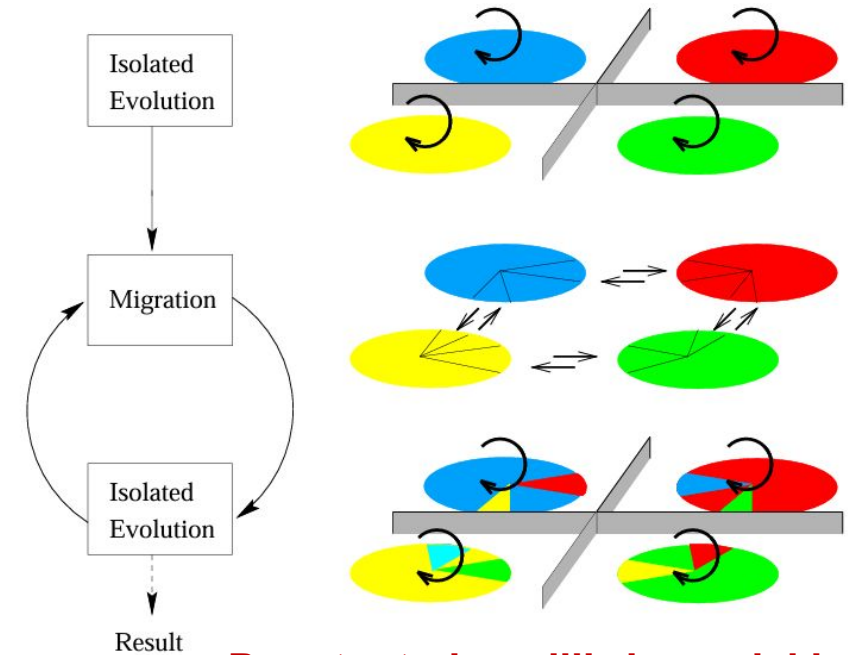 Isolated
Evolution
Migration
Isolated
Evolution
Result